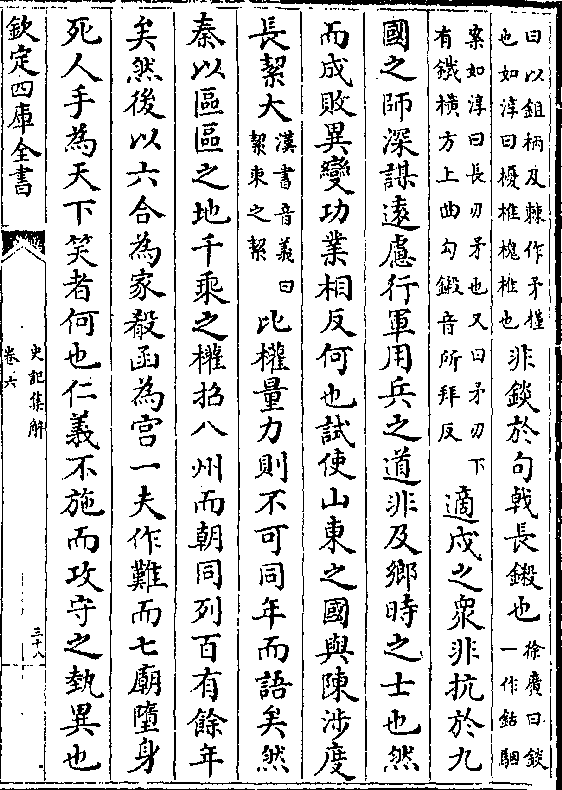 曰以鉏柄及棘作矛槿
也如淳曰櫌椎槐椎也
非錟於句戟長鎩也
徐廣曰錟
一作銛駰
案如淳曰長刃矛也又曰矛刃下
有鐵橫方上曲勾鎩音所拜反
適戍之衆非抗於九
國之師深謀遠慮行軍用兵之道非及鄉時之士也然
而成敗異變功業相反何也試使山東之國與陳涉度
長絜大
漢書音義曰
絜束之絜
比權量力則不可同年而語矣然
秦以區區之地千乘之權招八州而朝同列百有餘年
矣然後以六合為家殽函為宫一夫作難而七廟墮身
死人手為天下笑者何也仁義不施而攻守之勢異也
欽定四庫全書
史記集解
卷六
三十八